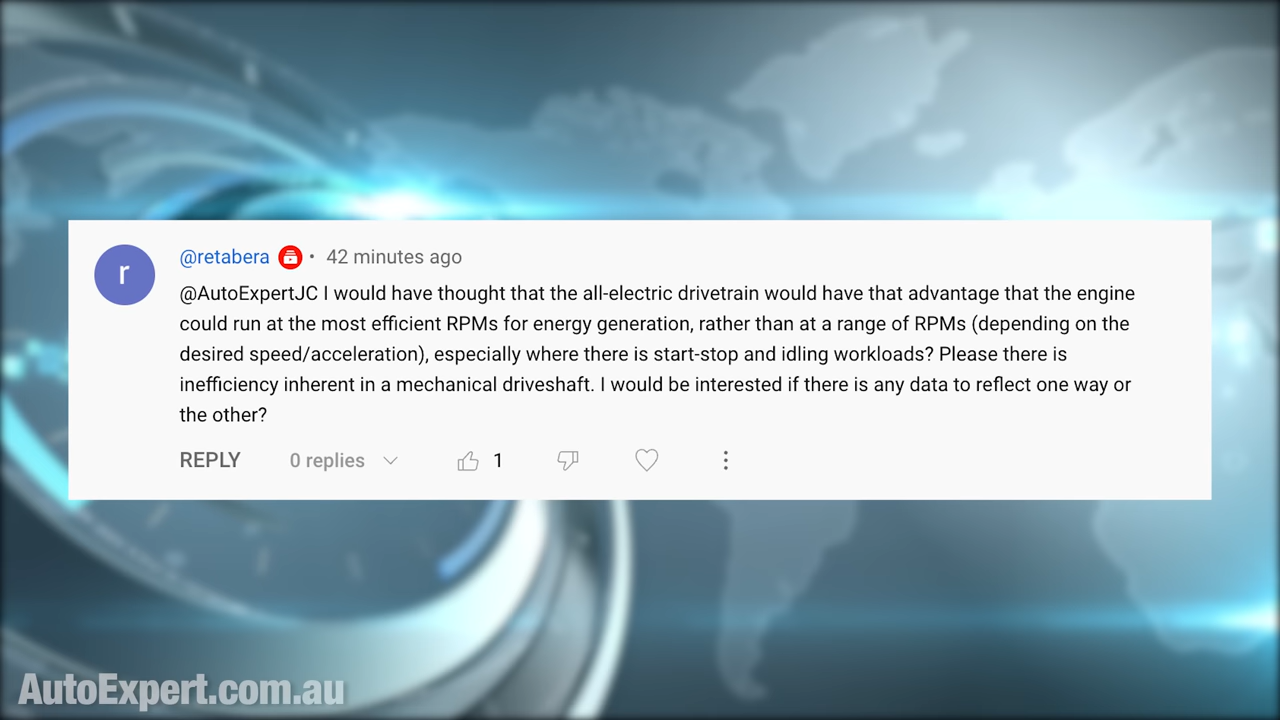 r
@retabera • 42 minutes ago
@AutoExpertJC I would have thought that the all-electric drivetrain would have that advantage that the engine
could run at the most efficient RPMs for energy generation, rather than at a range of RPMs (depending on the
desired speed/acceleration), especially where there is start-stop and idling workloads? Please there is
inefficiency inherent in a mechanical driveshaft. I would be interested if there is any data to reflect one way or
the other?
REPLY 0 replies 1
AutoExpert.com.au